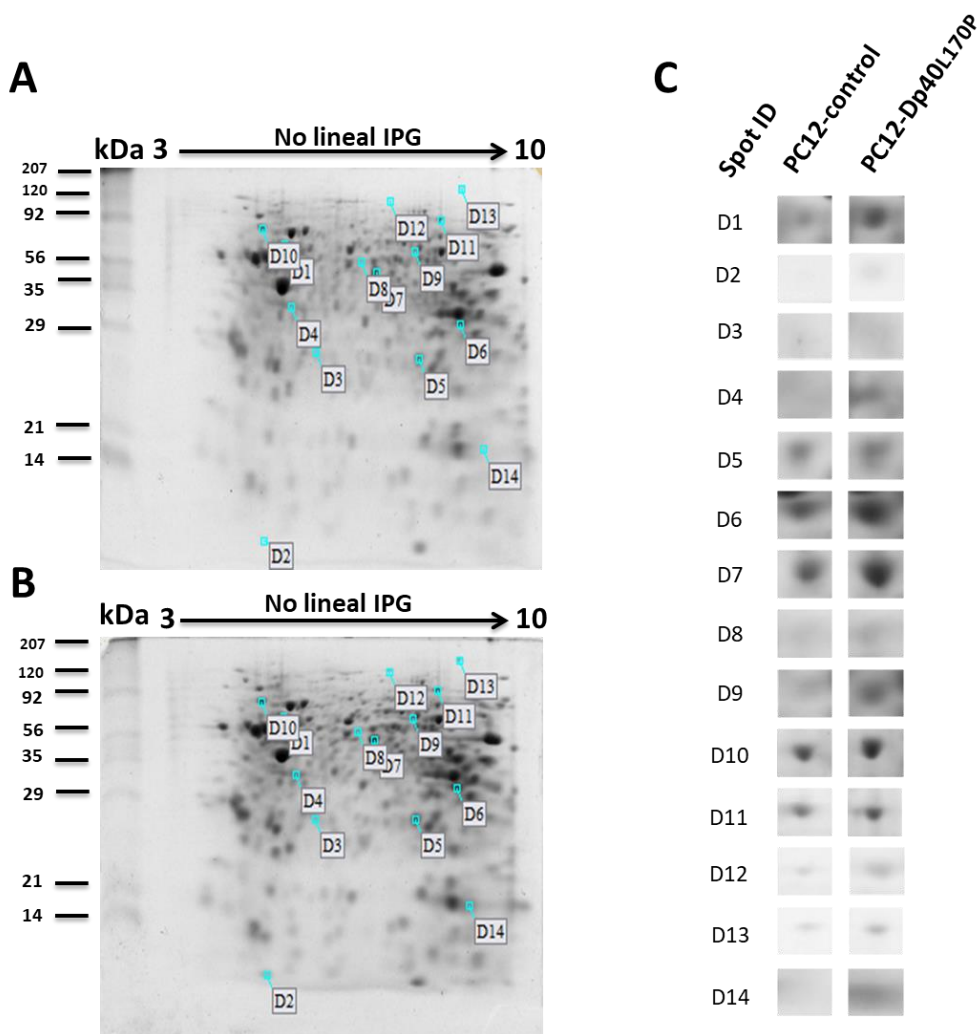 A
No lineal IPG
kDa 3 10
207
120
92
56
35
29
21
14
D13
D12
D11
D10
D9
D1
D8
D7
D4
D6
D3
D5
D14
D2
B
No lineal IPG
kDa 3 10
207
120
92
56
35
29
21
14
D13
D12
D11
D10
D9
D1
D8
D7
D4
D6
D3
D5
D14
D2
C
Spot ID
PC12-control
PC12-Dp40L170P
D1
D2
D3
D4
D5
D6
D7
D8
D9
D10
D11
D12
D13
D14